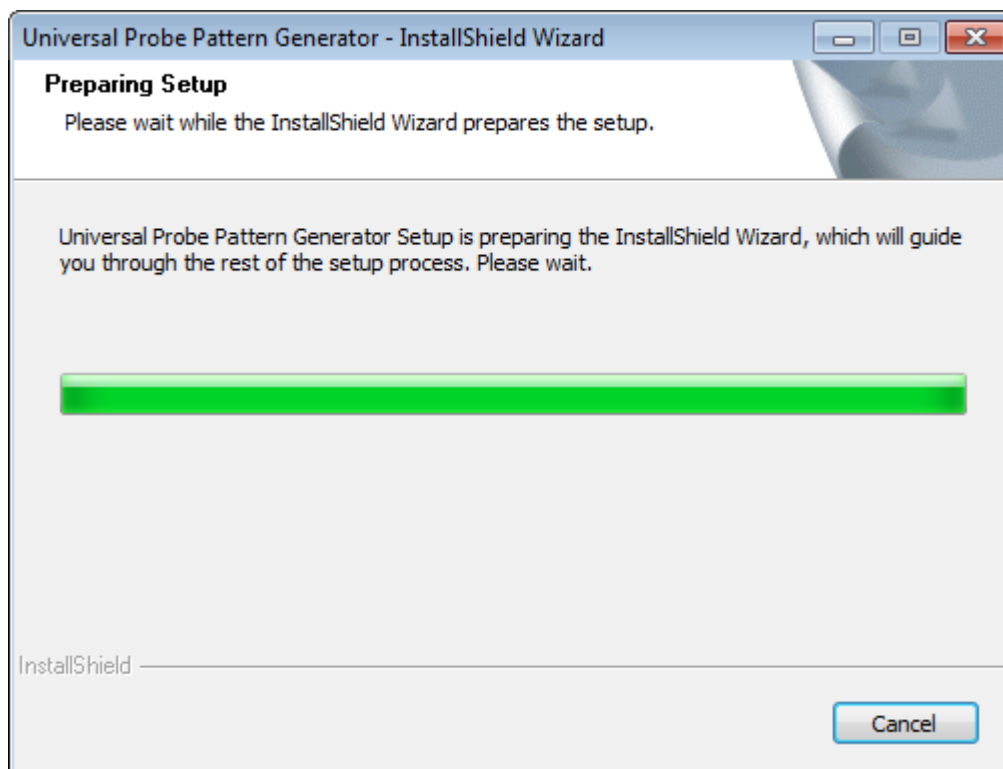 Universal Probe Pattern Generator - InstallShield Wizard
Preparing Setup
Please wait while the InstallShield Wizard prepares the setup.
Universal Probe Pattern Generator Setup is preparing the InstallShield Wizard, which will guide
you through the rest of the setup process. Please wait.
InstallShield
Cancel